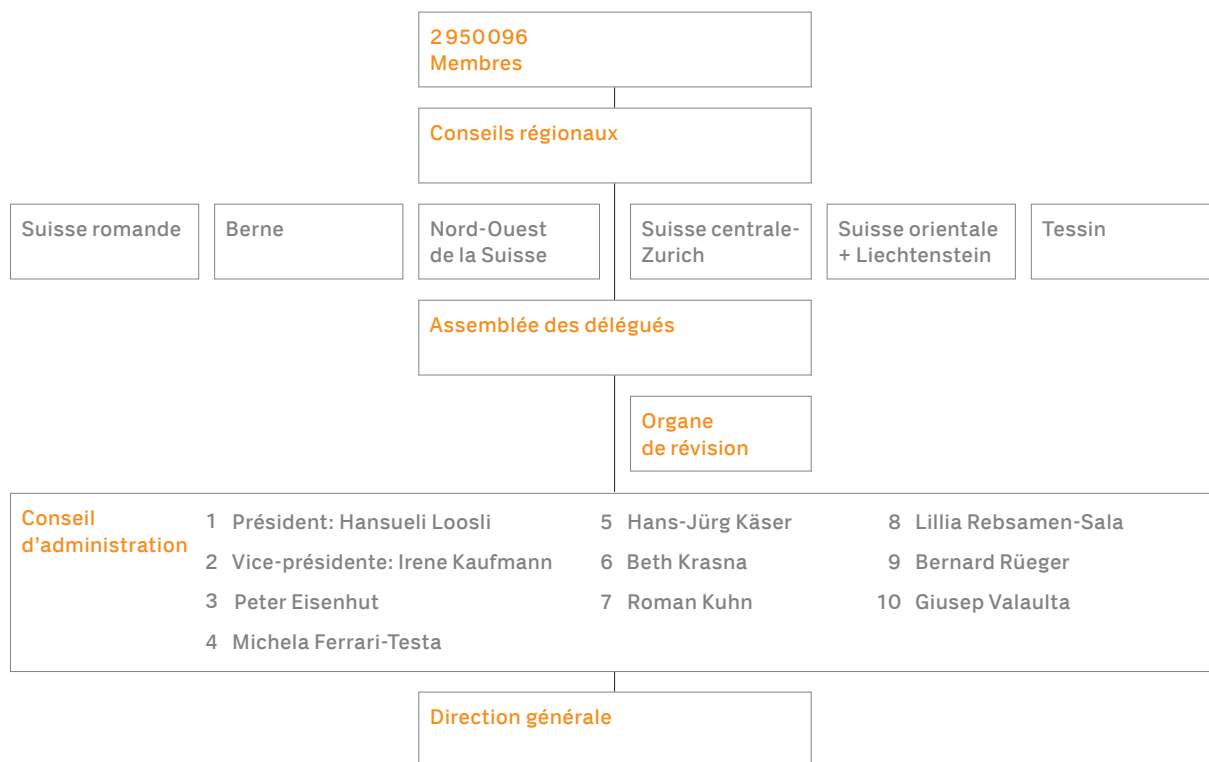 2 950 096
Membres
Conseils régionaux
Suisse romande
Berne
Nord-Ouest
de la Suisse
Suisse centrale-
Zurich
Suisse orientale
+ Liechtenstein
Tessin
Assemblée des délégués
Organe
de révision
Conseil
d’administration
1 Président: Hansueli Loosli
2 Vice-présidente: Irene Kaufmann
3 Peter Eisenhut
4 Michela Ferrari-Testa
5 Hans-Jürg Käser
6 Beth Krasna
7 Roman Kuhn
8 Lillia Rebsamen-Sala
9 Bernard Rüeger
10 Giusep Valaulta
Direction générale